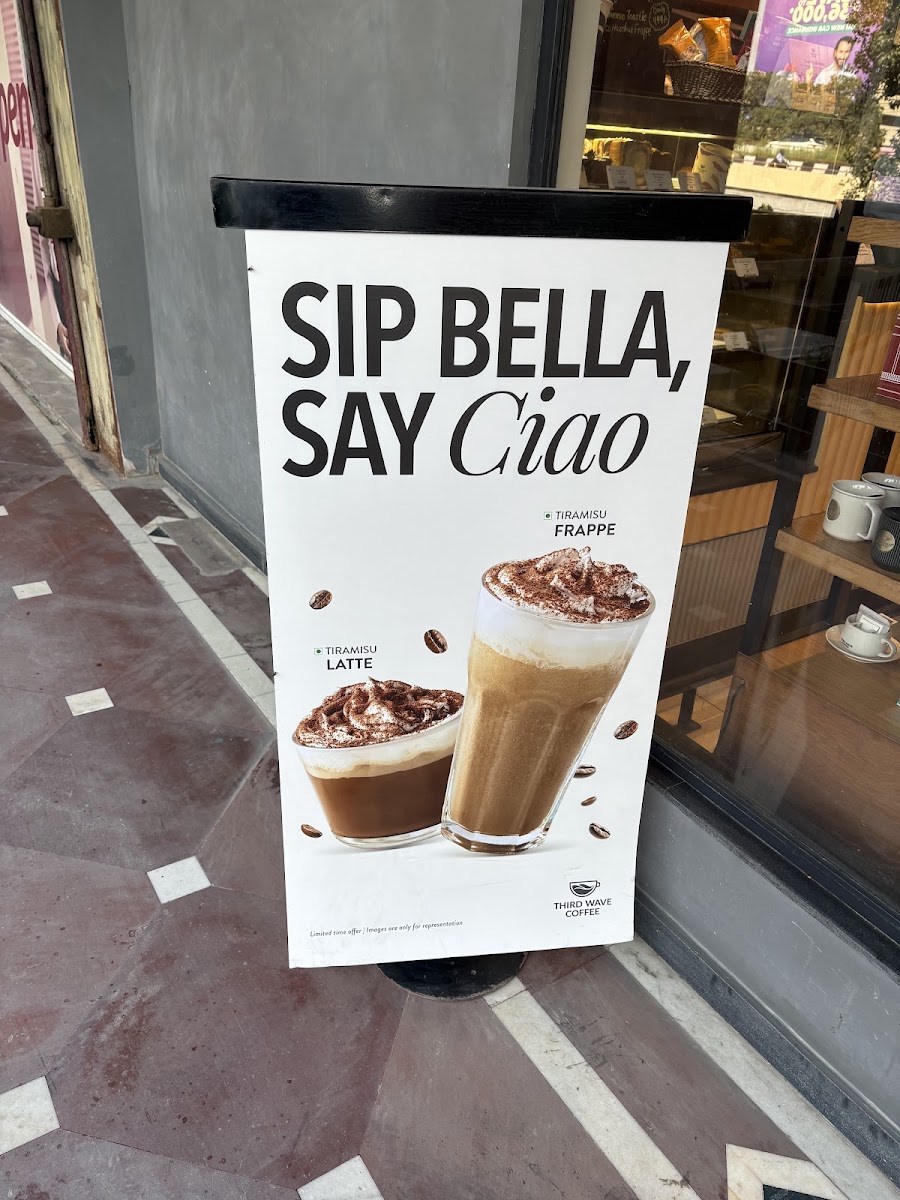 SIP BELLA,
SAY Ciao
TIRAMISU
FRAPPE
TIRAMISU
LATTE
THIRD WAVE
COFFEE
Limited time offer / Images are only for representation
pen